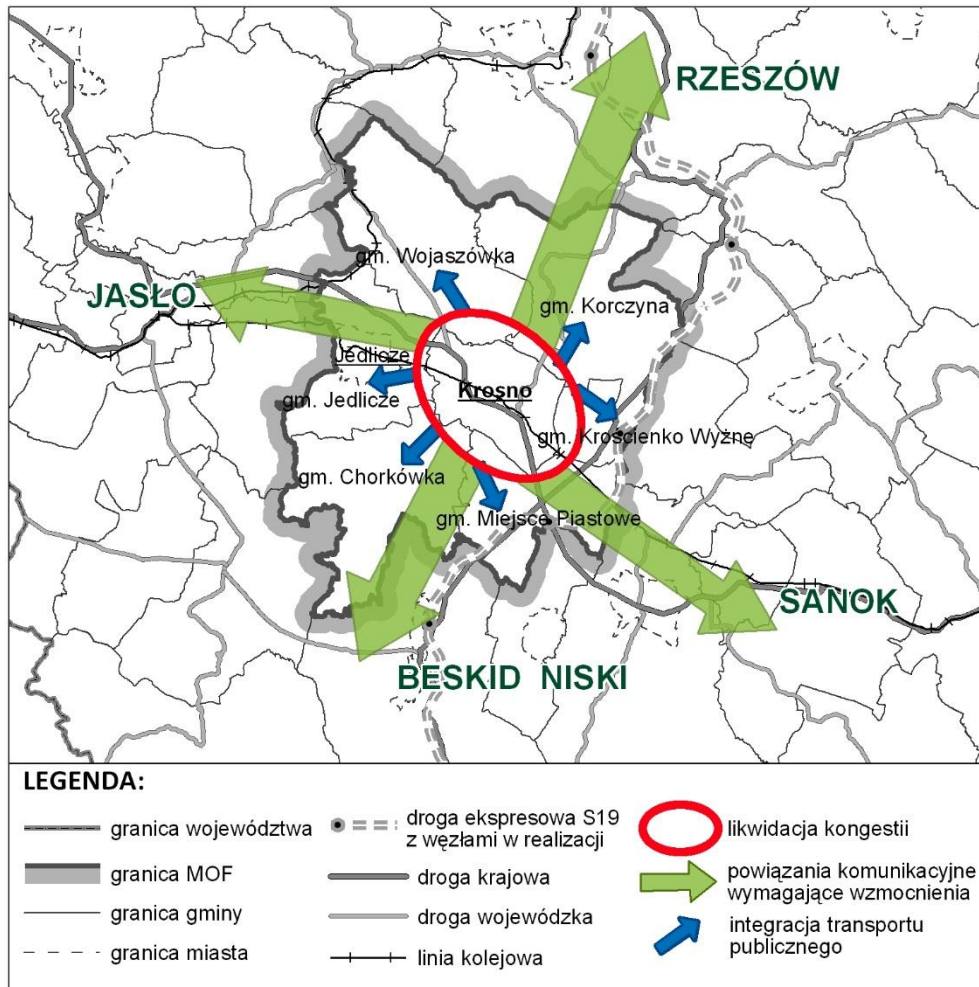 RZESZÓW
gm. Wojaszówka
JASŁO
gm. Korczyna
Jedlicze
Krosno
gm. Jedlicze
gm. Krościenko Wyżne
gm. Chorkówka
gm. Miejsce Piastowe
SANOK
BESKID NISKI
LEGENDA:
granica województwa
granica MOF
granica gminy
granica miasta
droga ekspresowa S19
z węzłami w realizacji
droga krajowa
droga wojewódzka
linia kolejowa
likwidacja kongestii
powiązania komunikacyjne
wymagające wzmocnienia
integracja transportu
publicznego